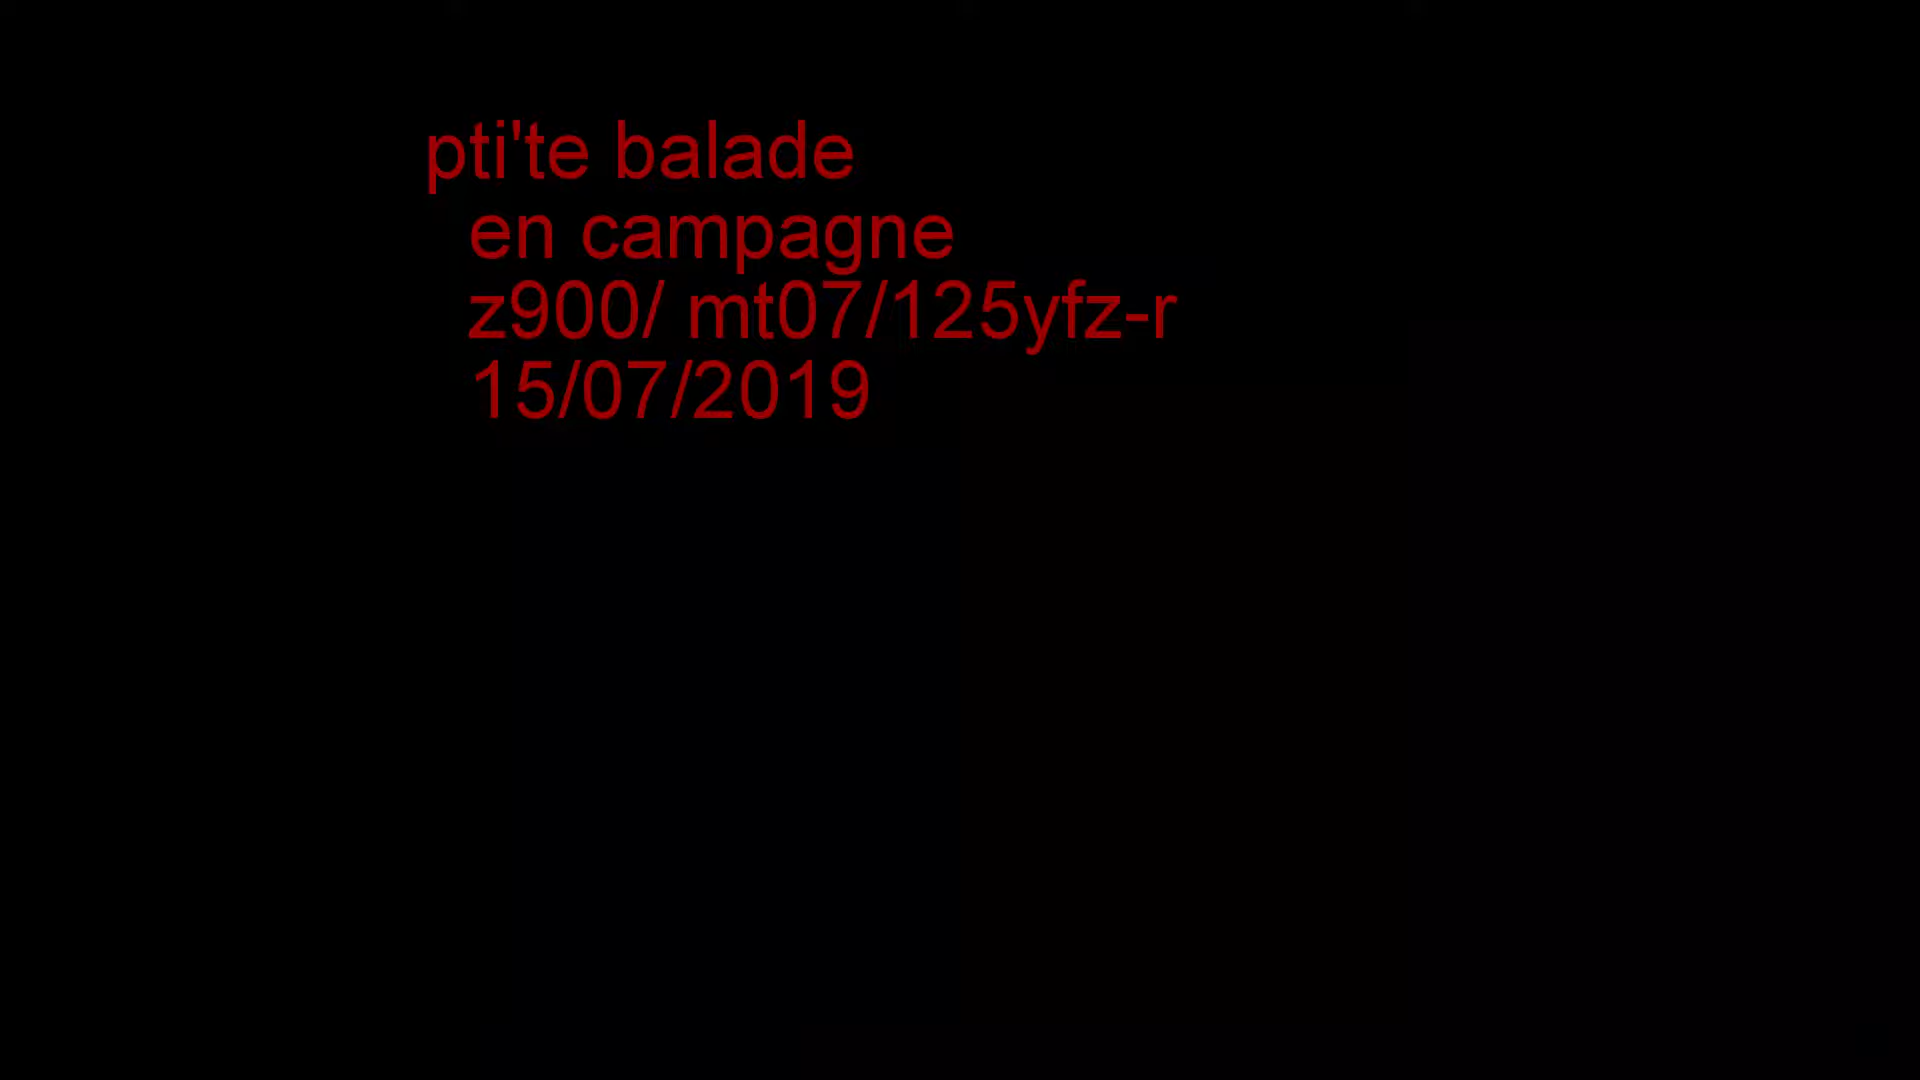 pti'te balade
en campagne
z900/ mt07/125yfz-r
15/07/2019